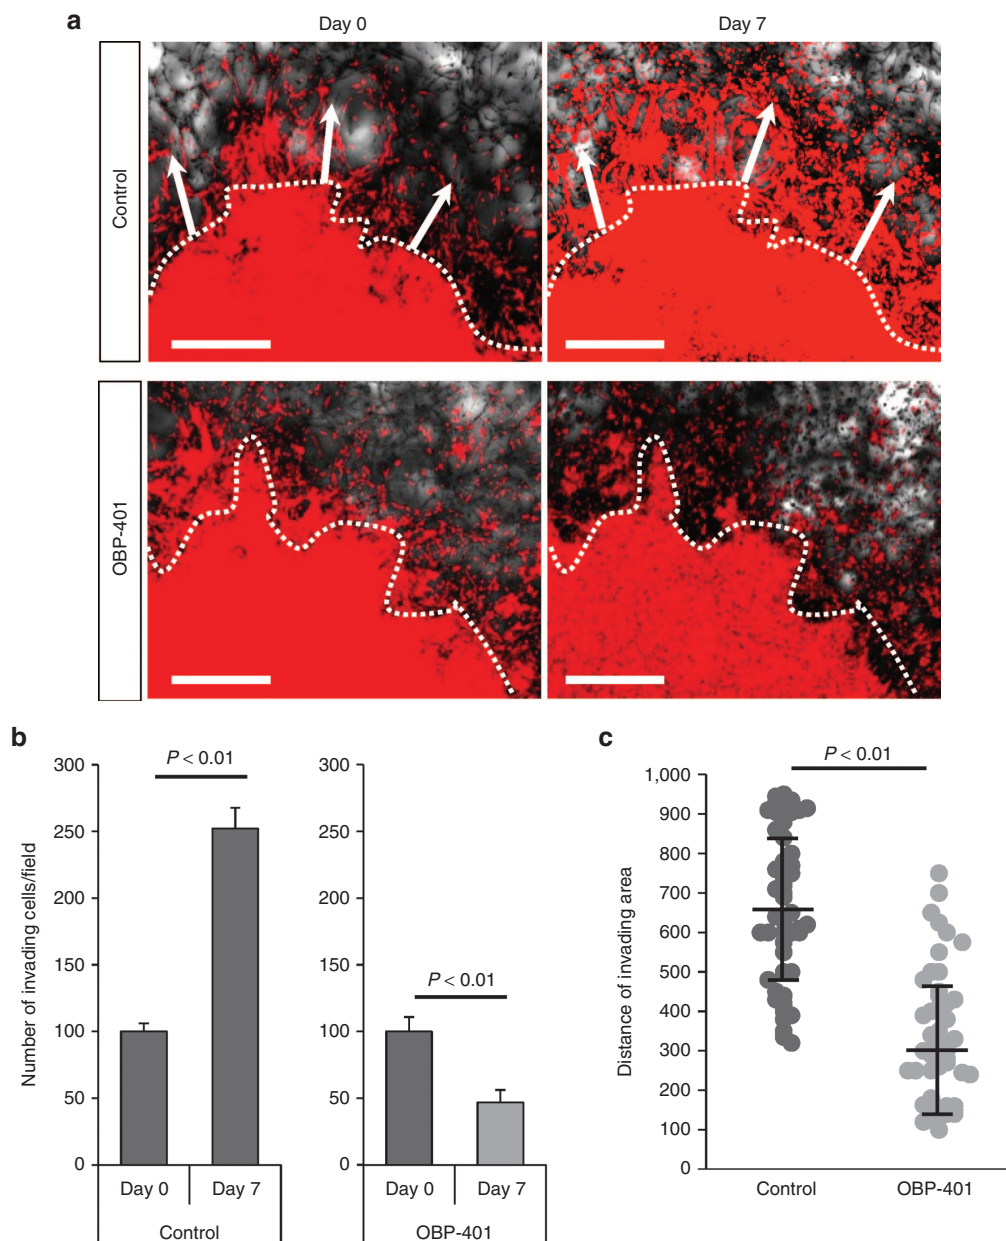 a
Day 0
Day 7
Control
OBP-401
b
P < 0.01
300
250
200
150
100
50
0
Number of invading cells/field
Day 0
Day 7
Control
P < 0.01
300
250
200
150
100
50
0
Day 0
Day 7
OBP-401
c
P < 0.01
1,000
900
800
700
600
500
400
300
200
100
0
Distance of invading area
Control
OBP-401